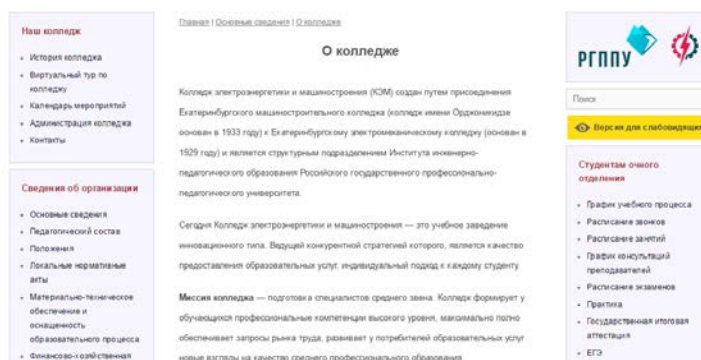 Наш колледж
История колледжа
Виртуальный тур по
колледжу
Календарь мероприятий
Администрация колледжа
Контакты
Сведения об организации
Основные сведения
Педагогический состав
Положения
Локальные нормативные
акты
Материально-техническое
обеспечение и
оснащенность
образовательного процесса
Финансово-хозяйственная
Главная | Основные сведения | О колледже
О колледже
Колледж электроэнергетики и машиностроения (КЭМ) создан путем присоединения
Екатеринбургского машиностроительного колледжа (колледж имени Орджоникидзе
основан в 1933 году) к Екатеринбургскому электромеханическому колледжу (основан в
1929 году) и является структурным подразделением Института инженерно-
педагогического образования Российского государственного профессионально-
педагогического университета.
Сегодня Колледж электроэнергетики и машиностроения — это учебное заведение
инновационного типа. Ведущей конкурентной стратегией которого, является качество
предоставления образовательных услуг, индивидуальный подход к каждому студенту.
Миссия колледжа — подготовка специалистов среднего звена. Колледж формирует у
обучающихся профессиональные компетенции высокого уровня, максимально полно
обеспечивает запросы рынка труда, развивает у потребителей образовательных услуг
новые взгляды на качество среднего профессионального образования
РГППУ
Поиск
Версия для слабовидящих
Студентам очного
отделения
График учебного процесса
Расписание звонков
Расписание занятий
График консультаций
преподавателей
Расписание экзаменов
Практика
Государственная итоговая
аттестация
ЕГЭ